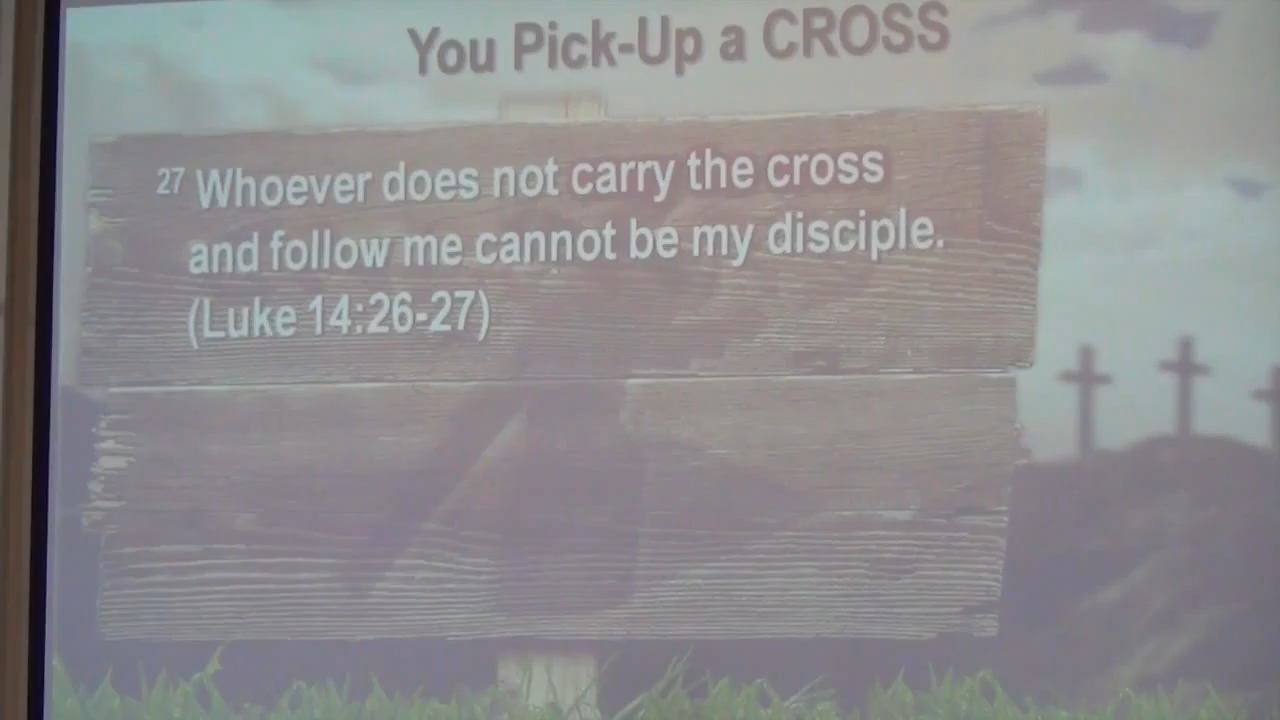 You Pick-Up a CROSS
27 Whoever does not carry the cross
and follow me cannot be my disciple.
(Luke 14:26-27)